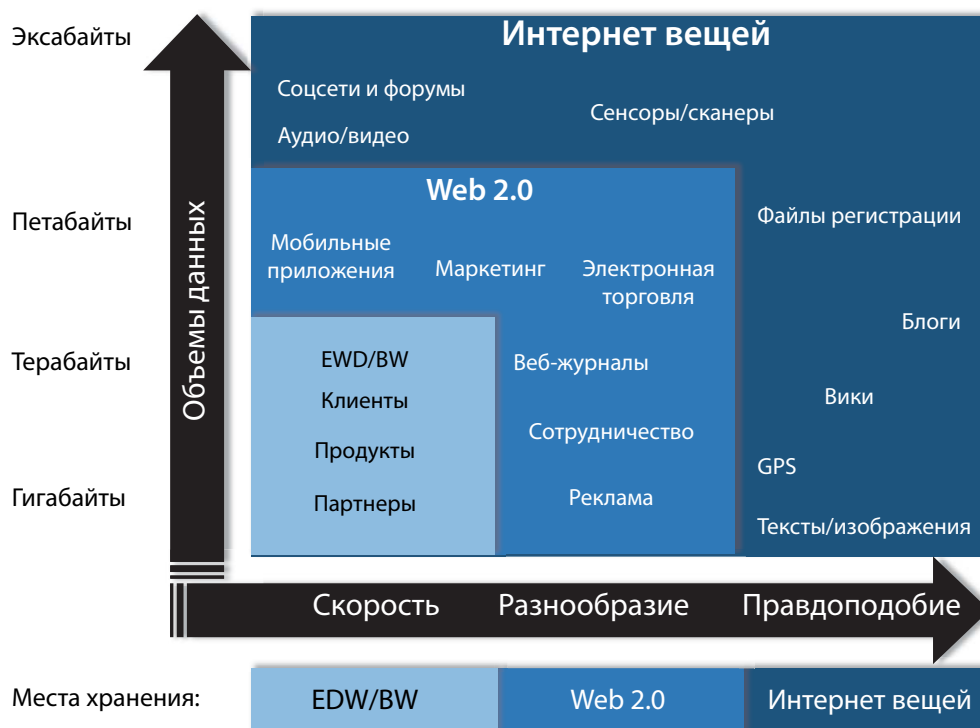 Эксабайты
Интернет вещей
Соцсети и форумы
Сенсоры/сканеры
Аудио/видео
Web 2.0
Петабайты
Файлы регистрации
Мобильные
приложения
Маркетинг
Электронная
торговля
Объемы данных
Блоги
Терабайты
EWD/BW
Веб-журналы
Клиенты
Вики
Сотрудничество
Продукты
GPS
Гигабайты
Партнеры
Реклама
Тексты/изображения
Скорость
Разнообразие
Правдоподобие
Места хранения:
EDW/BW
Web 2.0
Интернет вещей